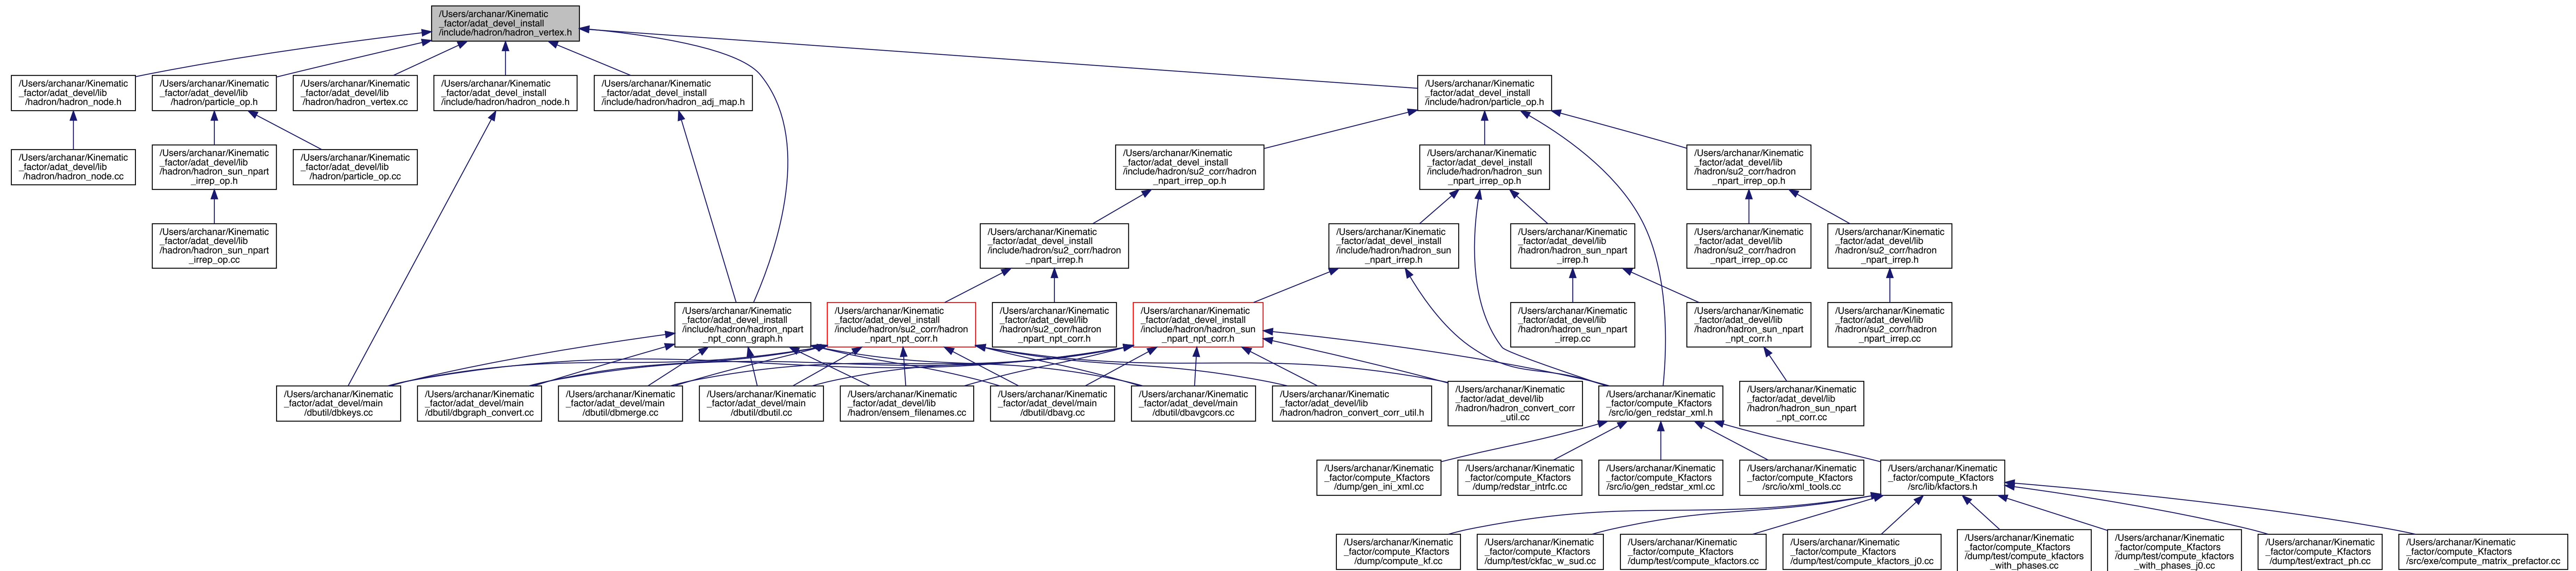 /Users/archanar/Kinematic
_factor/adat_devel_install
/include/hadron/hadron_vertex.h
/Users/archanar/Kinematic
_factor/adat_devel/lib
/hadron/hadron_node.h
/Users/archanar/Kinematic
_factor/adat_devel/lib
/hadron/particle_op.h
/Users/archanar/Kinematic
_factor/adat_devel/lib
/hadron/hadron_vertex.cc
/Users/archanar/Kinematic
_factor/adat_devel_install
/include/hadron/hadron_node.h
/Users/archanar/Kinematic
_factor/adat_devel_install
/include/hadron/hadron_adj_map.h
/Users/archanar/Kinematic
_factor/adat_devel_install
/include/hadron/particle_op.h
/Users/archanar/Kinematic
_factor/adat_devel/lib
/hadron/hadron_node.cc
/Users/archanar/Kinematic
_factor/adat_devel/lib
/hadron/hadron_sun_npart
_irrep_op.h
/Users/archanar/Kinematic
_factor/adat_devel/lib
/hadron/particle_op.cc
/Users/archanar/Kinematic
_factor/adat_devel_install
/include/hadron/su2_corr/hadron
_npart_irrep_op.h
/Users/archanar/Kinematic
_factor/adat_devel_install
/include/hadron/hadron_sun
_npart_irrep_op.h
/Users/archanar/Kinematic
_factor/adat_devel/lib
/hadron/su2_corr/hadron
_npart_irrep_op.h
/Users/archanar/Kinematic
_factor/adat_devel/lib
/hadron/hadron_sun_npart
_irrep_op.cc
/Users/archanar/Kinematic
_factor/adat_devel_install
/include/hadron/su2_corr/hadron
_npart_irrep.h
/Users/archanar/Kinematic
_factor/adat_devel_install
/include/hadron/hadron_sun
_npart_irrep.h
/Users/archanar/Kinematic
_factor/adat_devel/lib
/hadron/hadron_sun_npart
_irrep.h
/Users/archanar/Kinematic
_factor/adat_devel/lib
/hadron/su2_corr/hadron
_npart_irrep_op.cc
/Users/archanar/Kinematic
_factor/adat_devel/lib
/hadron/su2_corr/hadron
_npart_irrep.h
/Users/archanar/Kinematic
_factor/adat_devel_install
/include/hadron/hadron_npart
_npt_conn_graph.h
/Users/archanar/Kinematic
_factor/adat_devel_install
/include/hadron/su2_corr/hadron
_npart_npt_corr.h
/Users/archanar/Kinematic
_factor/adat_devel/lib
/hadron/su2_corr/hadron
_npart_npt_corr.cc
/Users/archanar/Kinematic
_factor/adat_devel_install
/include/hadron/hadron_sun
_npart_npt_corr.h
/Users/archanar/Kinematic
_factor/adat_devel/lib
/hadron/hadron_sun_npart
_irrep.cc
/Users/archanar/Kinematic
_factor/adat_devel/lib
/hadron/hadron_sun_npart
_npt_corr.h
/Users/archanar/Kinematic
_factor/adat_devel/lib
/hadron/su2_corr/hadron
_npart_irrep.cc
/Users/archanar/Kinematic
_factor/adat_devel/main
/dbutil/dbkeys.cc
/Users/archanar/Kinematic
_factor/adat_devel/main
/dbutil/dbgraph_convert.cc
/Users/archanar/Kinematic
_factor/adat_devel/main
/dbutil/dbmerge.cc
/Users/archanar/Kinematic
_factor/adat_devel/main
/dbutil/dbutil.cc
/Users/archanar/Kinematic
_factor/adat_devel/lib
/hadron/ensem_filenames.cc
/Users/archanar/Kinematic
_factor/adat_devel/main
/dbutil/dbavg.cc
/Users/archanar/Kinematic
_factor/adat_devel/main
/dbutil/dbavgcors.cc
/Users/archanar/Kinematic
_factor/adat_devel/lib
/hadron/hadron_convert_corr_util.h
/Users/archanar/Kinematic
_factor/adat_devel/lib
/hadron/hadron_convert_corr
_util.cc
/Users/archanar/Kinematic
_factor/compute_Kfactors
/src/io/gen_redstar_xml.h
/Users/archanar/Kinematic
_factor/adat_devel/lib
/hadron/hadron_sun_npart
_npt_corr.cc
/Users/archanar/Kinematic
_factor/compute_Kfactors
/dump/gen_ini_xml.cc
/Users/archanar/Kinematic
_factor/compute_Kfactors
/dump/redstar_intrfc.cc
/Users/archanar/Kinematic
_factor/compute_Kfactors
/src/io/gen_redstar_xml.cc
/Users/archanar/Kinematic
_factor/compute_Kfactors
/src/io/xml_tools.cc
/Users/archanar/Kinematic
_factor/compute_Kfactors
/src/lib/kfactors.h
/Users/archanar/Kinematic
_factor/compute_Kfactors
/dump/compute_kf.cc
/Users/archanar/Kinematic
_factor/compute_Kfactors
/dump/test/ckfac_w_sud.cc
/Users/archanar/Kinematic
_factor/compute_Kfactors
/dump/test/compute_kfactors.cc
/Users/archanar/Kinematic
_factor/compute_Kfactors
/dump/test/compute_kfactors_j0.cc
/Users/archanar/Kinematic
_factor/compute_Kfactors
/dump/test/compute_kfactors
_with_phases.cc
/Users/archanar/Kinematic
_factor/compute_Kfactors
/dump/test/compute_kfactors
_with_phases_j0.cc
/Users/archanar/Kinematic
_factor/compute_Kfactors
/dump/test/extract_ph.cc
/Users/archanar/Kinematic
_factor/compute_Kfactors
/src/exe/compute_matrix_prefactor.cc